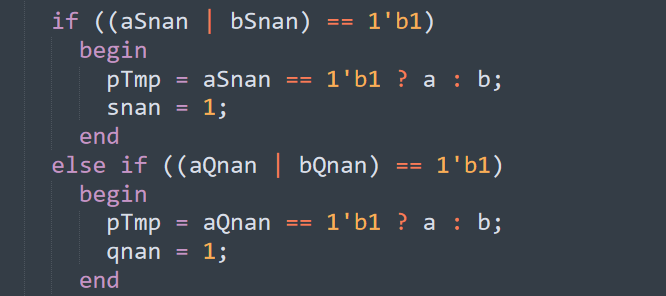 if ((aSnan | bSnan) == 1'b1)
begin
pTmp = aSnan == 1'b1 ? a : b;
snan = 1;
end
else if ((aQnan | bQnan) == 1'b1)
begin
pTmp = aQnan == 1'b1 ? a : b;
qnan = 1;
end